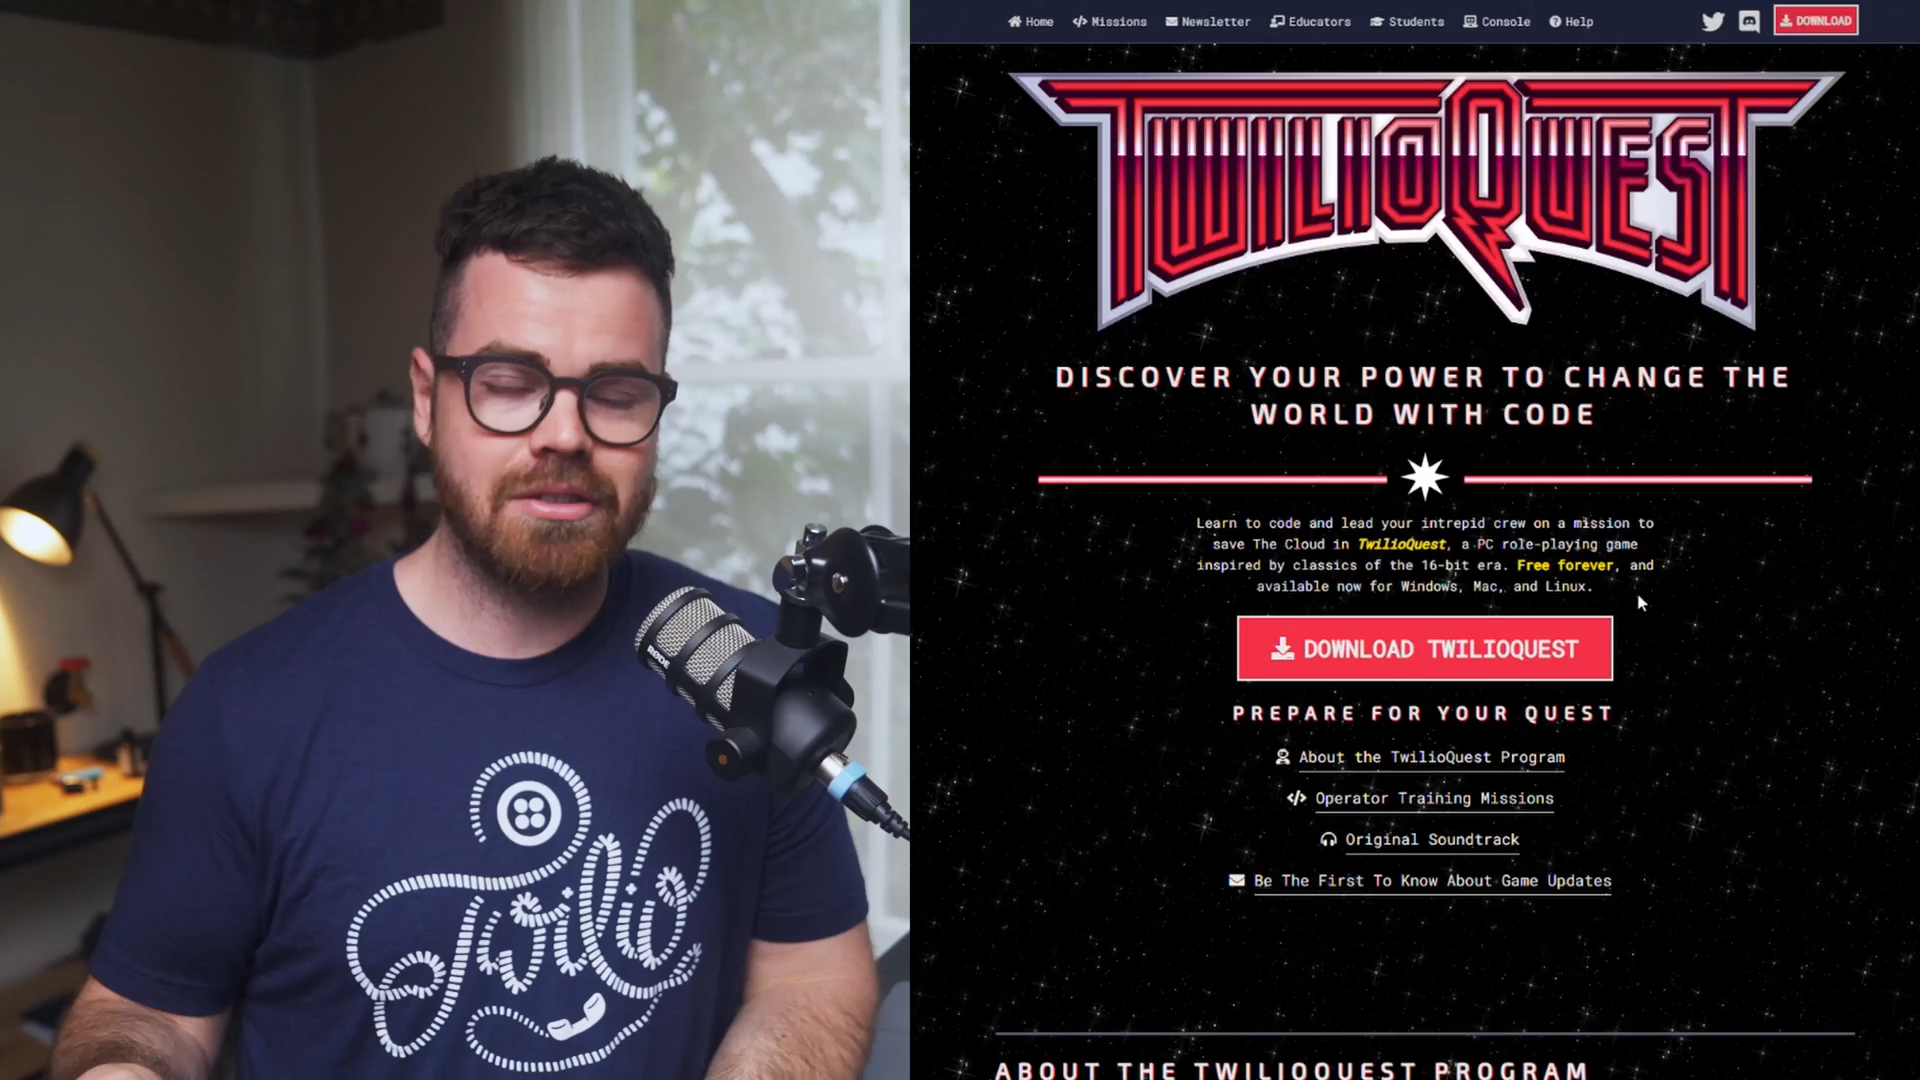 Home Missions Newsletter Educators Students Console Help DOWNLOAD
TWILIOQUEST
DISCOVER YOUR POWER TO CHANGE THE
WORLD WITH CODE
Learn to code and lead your intrepid crew on a mission to
save The Cloud in TwilioQuest, a PC role-playing game
inspired by classics of the 16-bit era. Free forever, and
available now for Windows, Mac, and Linux.
DOWNLOAD TWILIOQUEST
PREPARE FOR YOUR QUEST
About the TwilioQuest Program
Operator Training Missions
Original Soundtrack
Be The First To Know About Game Updates
ABOUT THE TWILIOQUEST PROGRAM
RØDE
Twilio